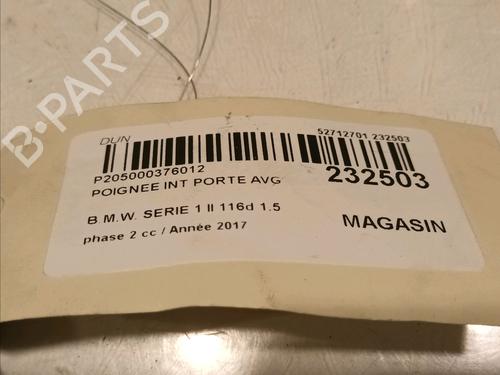 B-PARTS
DUN
52712701 232503
P205000376012
232503
POIGNEE INT PORTE AVG
B.M.W. SERIE 1 II 116d 1.5
MAGASIN
phase 2 cc / Année 2017